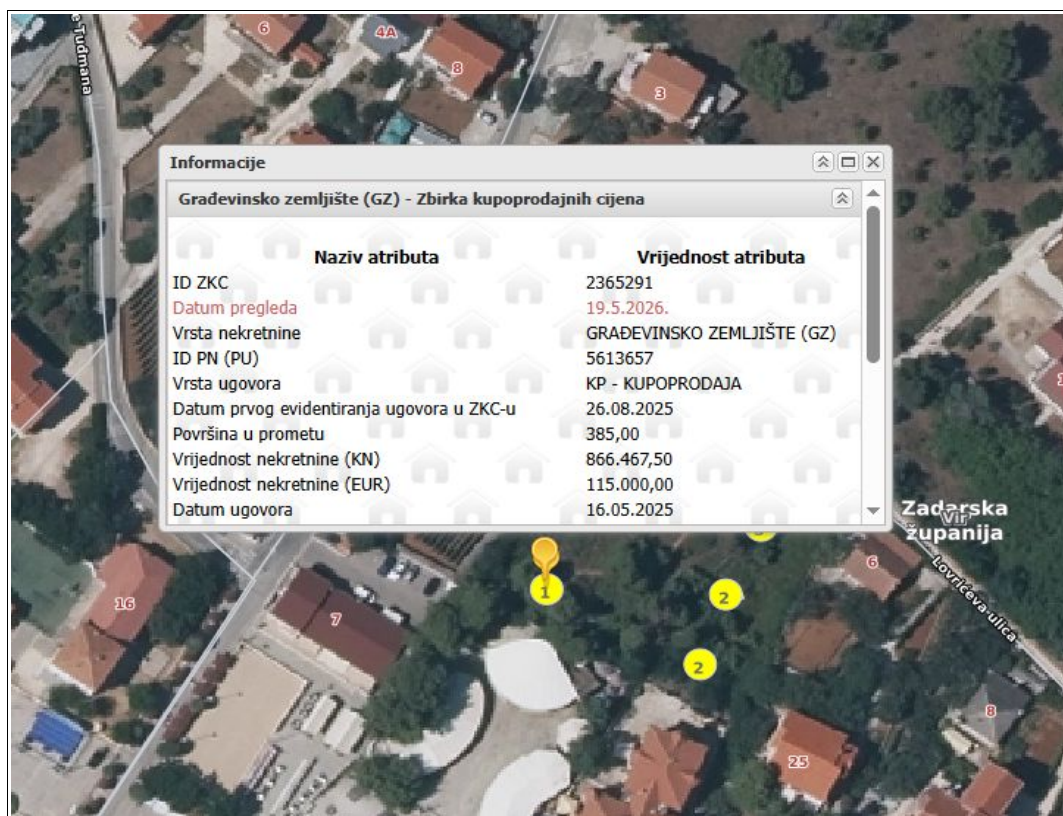 e Tuđmana
6
4A
8
3
Informacije
Građevinsko zemljište (GZ) - Zbirka kupoprodajnih cijena
Naziv atributa Vrijednost atributa
ID ZKC 2365291
Datum pregleda 19.5.2026.
Vrsta nekretnine GRAĐEVINSKO ZEMLJIŠTE (GZ)
ID PN (PU) 5613657
Vrsta ugovora KP - KUPOPRODAJA
Datum prvog evidentiranja ugovora u ZKC-u 26.08.2025
Površina u prometu 385,00
Vrijednost nekretnine (KN) 866.467,50
Vrijednost nekretnine (EUR) 115.000,00
Datum ugovora 16.05.2025
Zadarska
Vir
županija
6
Lovrićeva ulica
1
2
16
7
2
8
25